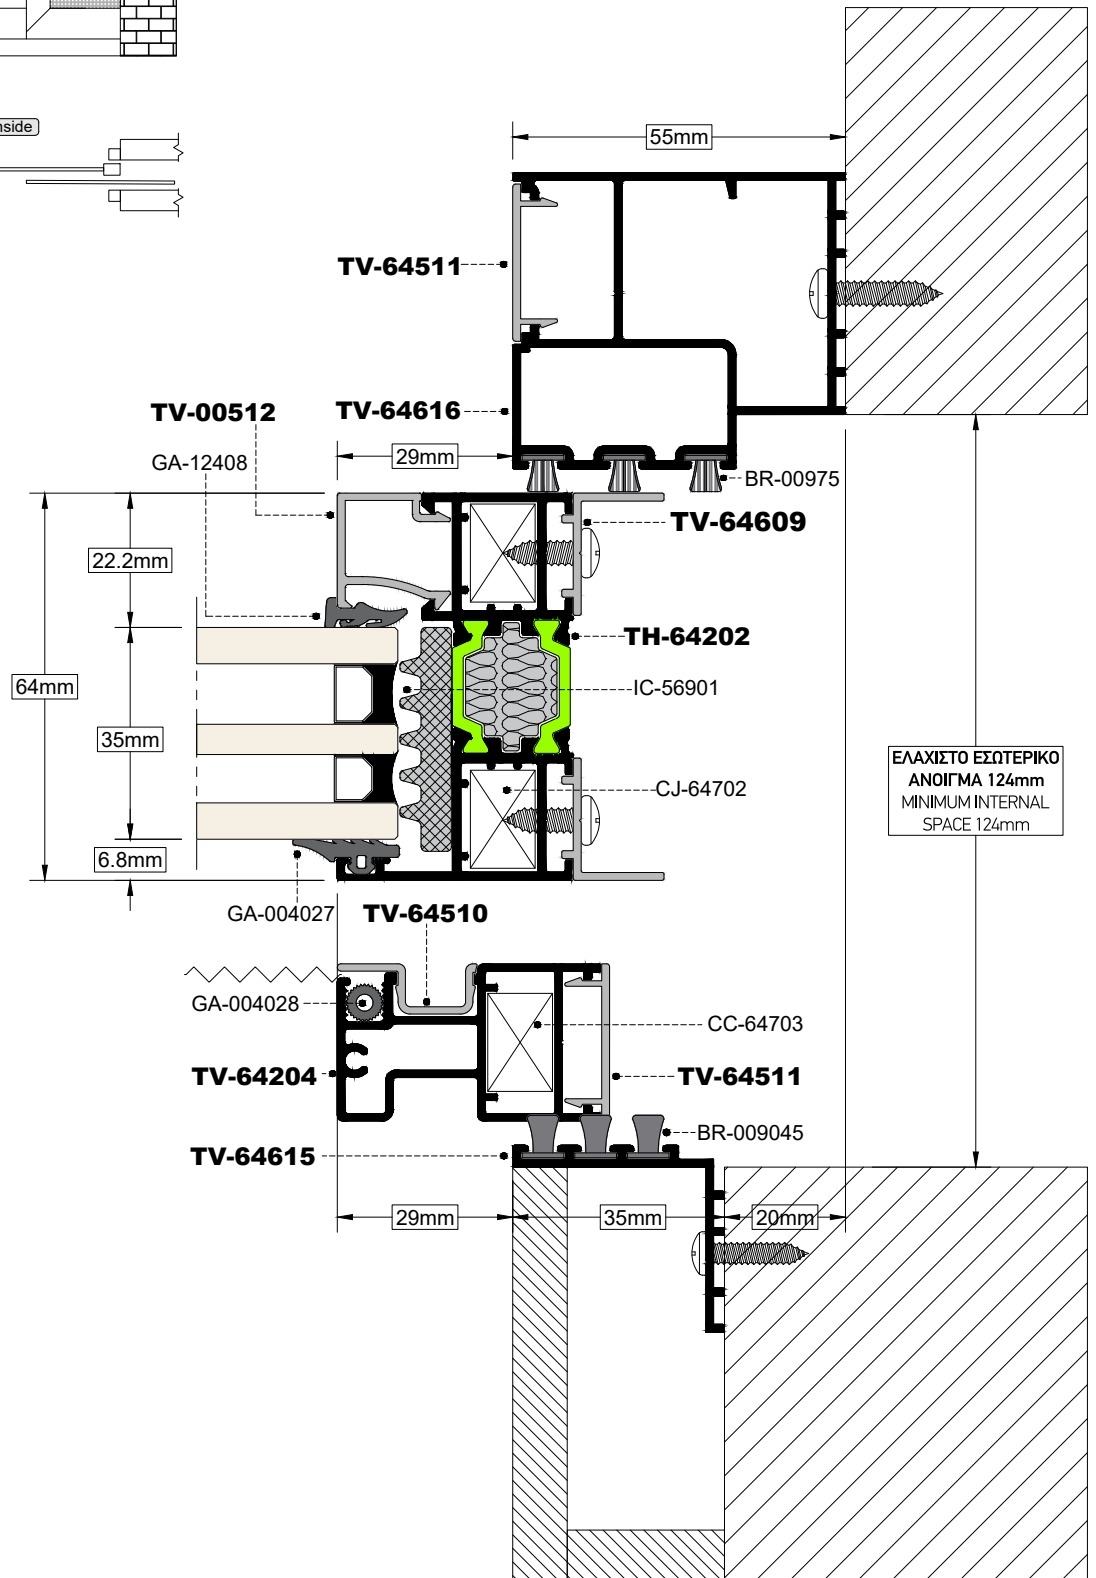 nside
55mm
TV-64511
TV-00512
TV-64616
GA-12408
29mm
BR-00975
TV-64609
22.2mm
TH-64202
64mm
IC-56901
35mm
ΕΛΑΧΙΣΤΟ ΕΣΩΤΕΡΙΚΟ
ΑΝΟΙΓΜΑ 124mm
MINIMUM INTERNAL
SPACE 124mm
CJ-64702
6.8mm
GA-004027
TV-64510
GA-004028
CC-64703
TV-64204
TV-64511
BR-009045
TV-64615
29mm
35mm
20mm